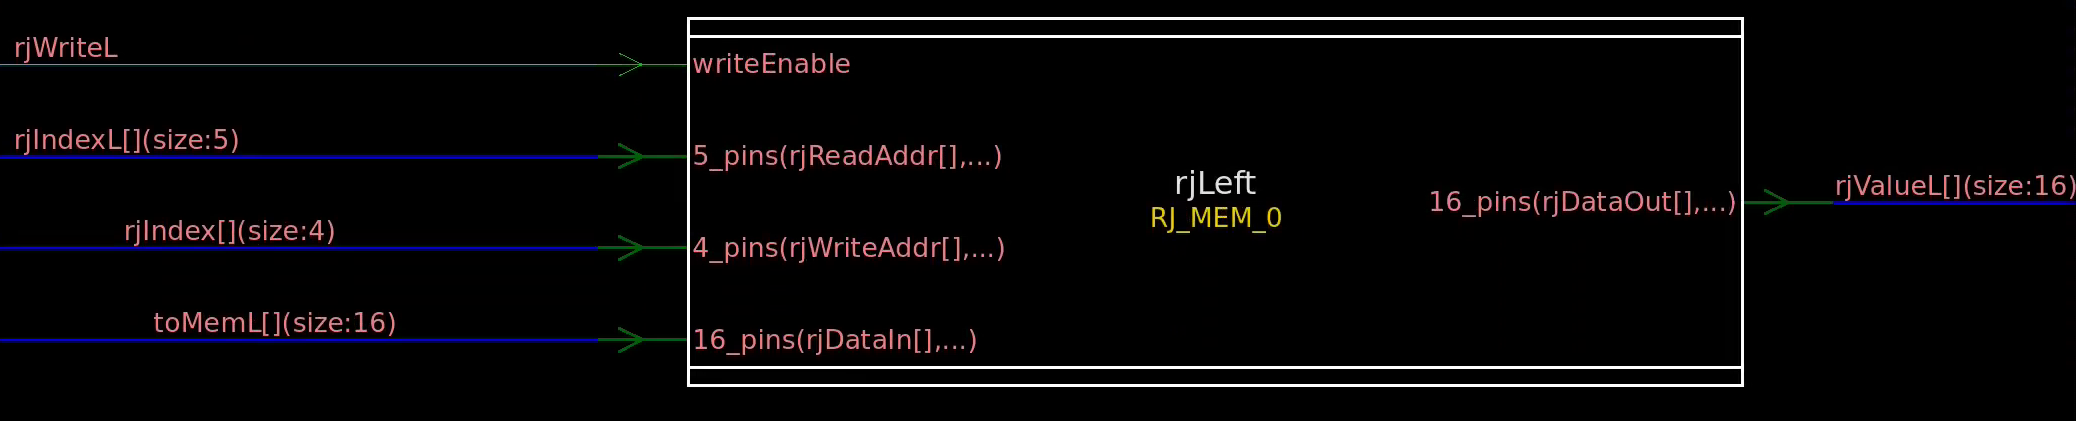 rjWriteL
writeEnable
rjIndexL[](size:5)
5_pins(rjReadAddr[],...)
rjIndex[](size:4)
4_pins(rjWriteAddr[],...)
toMemL[](size:16)
16_pins(rjDataIn[],...)
rjLeft
RJ_MEM_0
16_pins(rjDataOut[],...)
rjValueL[](size:16)